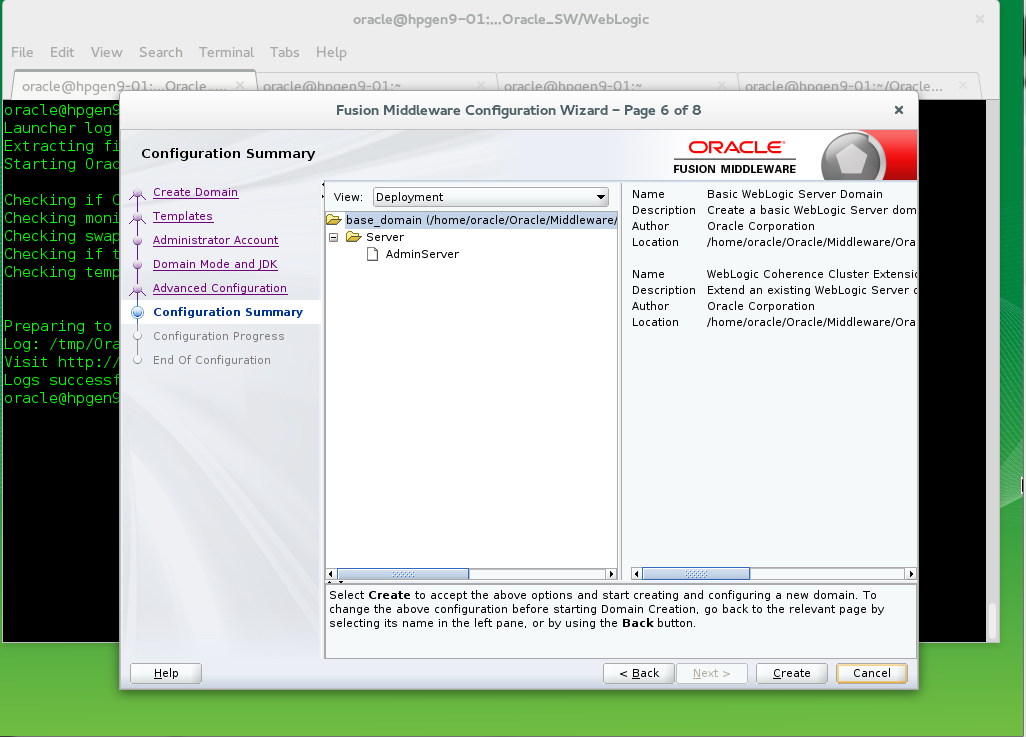 oracle@hpgen9-01:...Oracle_SW/WebLogic
File Edit View Search Terminal Tabs Help
oracle@hpgen9-01:...Oracle_...
oracle@hpgen9-01:~
oracle@hpgen9-01:~
oracle@hpgen9-01:~/Oracle...
oracle@hpgen9
Launcher log
Extracting fi
Starting Orac
Checking if
Checking moni
Checking swap
Checking if t
Checking temp
Preparing to
Log: /tmp/Ora
Visit http://
Logs successf
oracle@hpgen9
Fusion Middleware Configuration Wizard – Page 6 of 8
Configuration Summary
ORACLE
FUSION MIDDLEWARE
Create Domain
Templates
Administrator Account
Domain Mode and JDK
Advanced Configuration
Configuration Summary
Configuration Progress
End Of Configuration
View: Deployment
base_domain (/home/oracle/Oracle/Middleware/
Server
AdminServer
Name Basic WebLogic Server Domain
Description Create a basic WebLogic Server dom
Author Oracle Corporation
Location /home/oracle/Oracle/Middleware/Ora
Name WebLogic Coherence Cluster Extensio
Description Extend an existing WebLogic Server
Author Oracle Corporation
Location /home/oracle/Oracle/Middleware/Ora
Select Create to accept the above options and start creating and configuring a new domain. To
change the above configuration before starting Domain Creation, go back to the relevant page by
selecting its name in the left pane, or by using the Back button.
Help
< Back
Next >
Create
Cancel